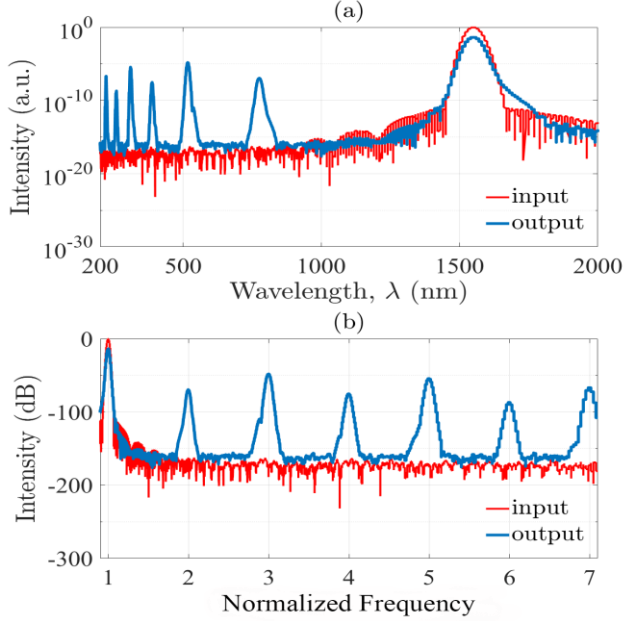 (a)
Intensity (a.u.)
10^0
10^-10
10^-20
10^-30
input
output
200 500 1000 1500 2000
Wavelength, λ (nm)
(b)
Intensity (dB)
0
-100
-200
-300
input
output
1 2 3 4 5 6 7
Normalized Frequency